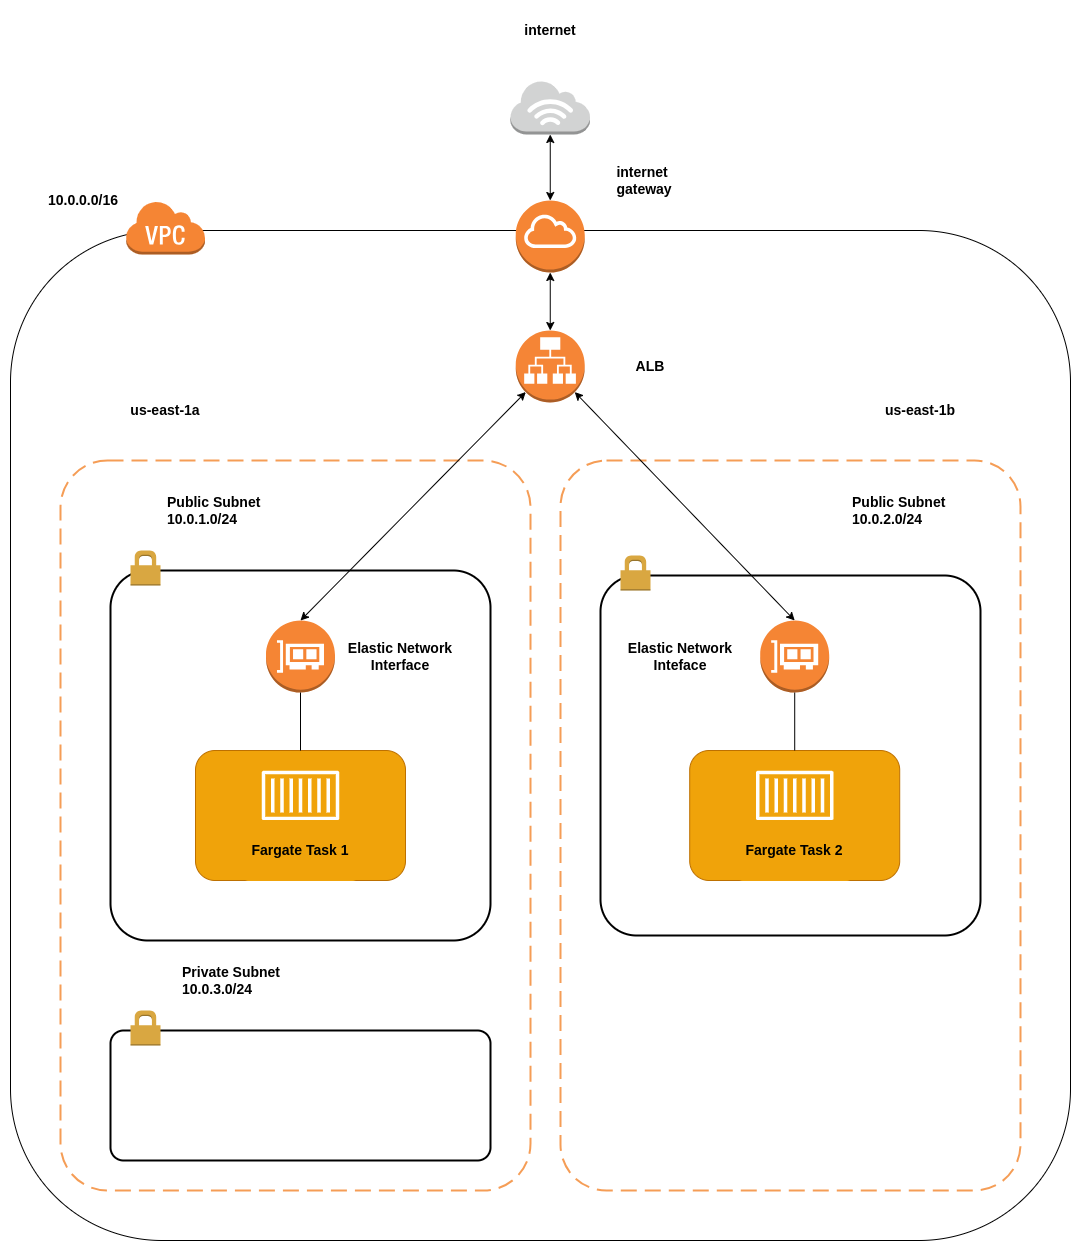 internet
internet
gateway
10.0.0.0/16
VPC
ALB
us-east-1a
us-east-1b
Public Subnet
10.0.1.0/24
Public Subnet
10.0.2.0/24
Elastic Network
Interface
Elastic Network
Inteface
Fargate Task 1
Fargate Task 2
Private Subnet
10.0.3.0/24